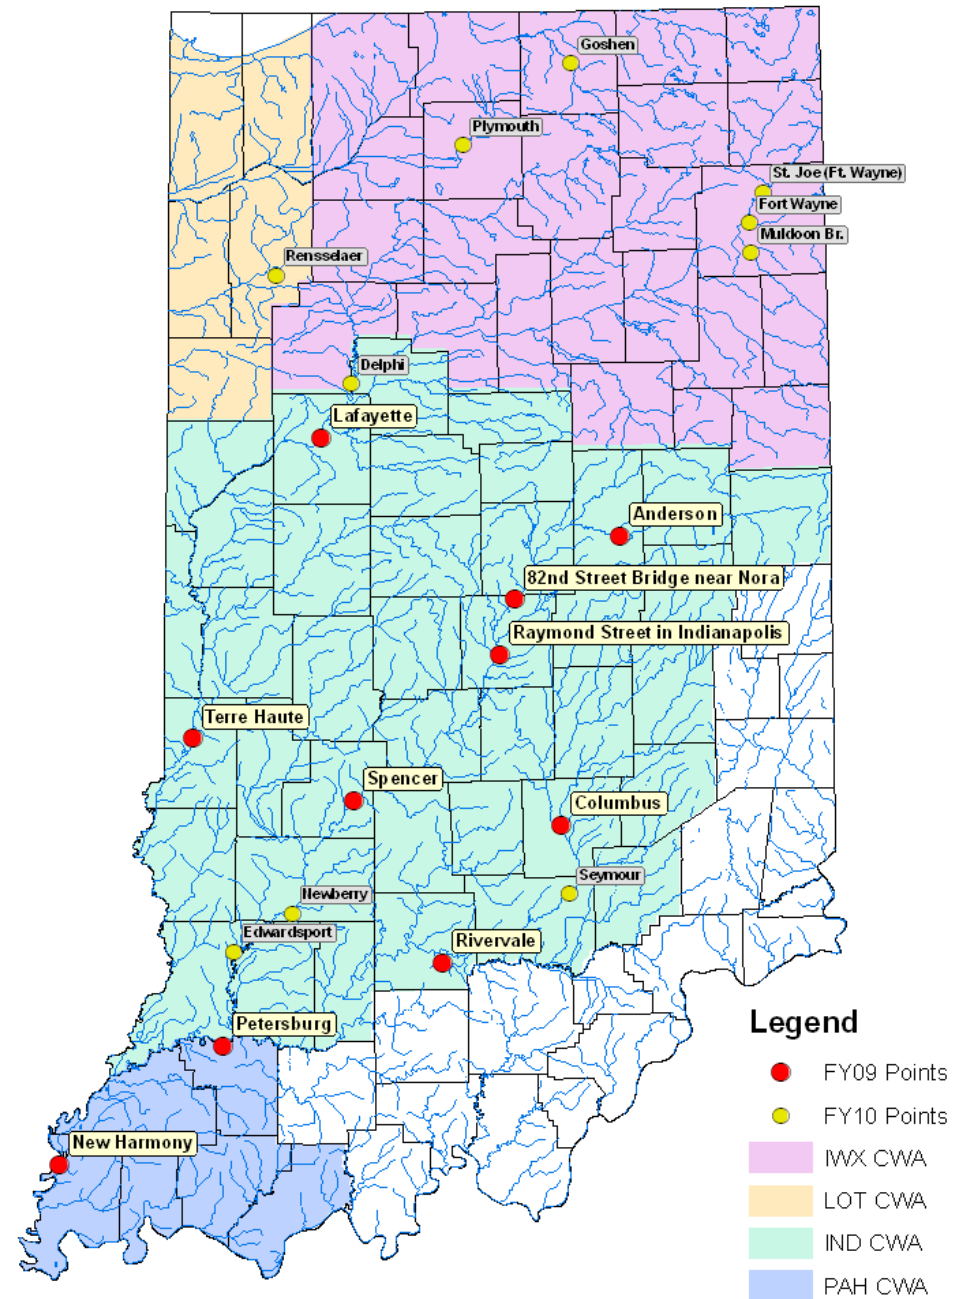 Goshen
Plymouth
St. Joe (Ft. Wayne)
Fort Wayne
Muldoon Br.
Rensselaer
Delphi
Lafayette
Anderson
82nd Street Bridge near Nora
Raymond Street in Indianapolis
Terre Haute
Spencer
Columbus
Seymour
Newberry
Edwardsport
Rivervale
Petersburg
New Harmony
Legend
FY09 Points
FY10 Points
IWX CWA
LOT CWA
IND CWA
PAH CWA